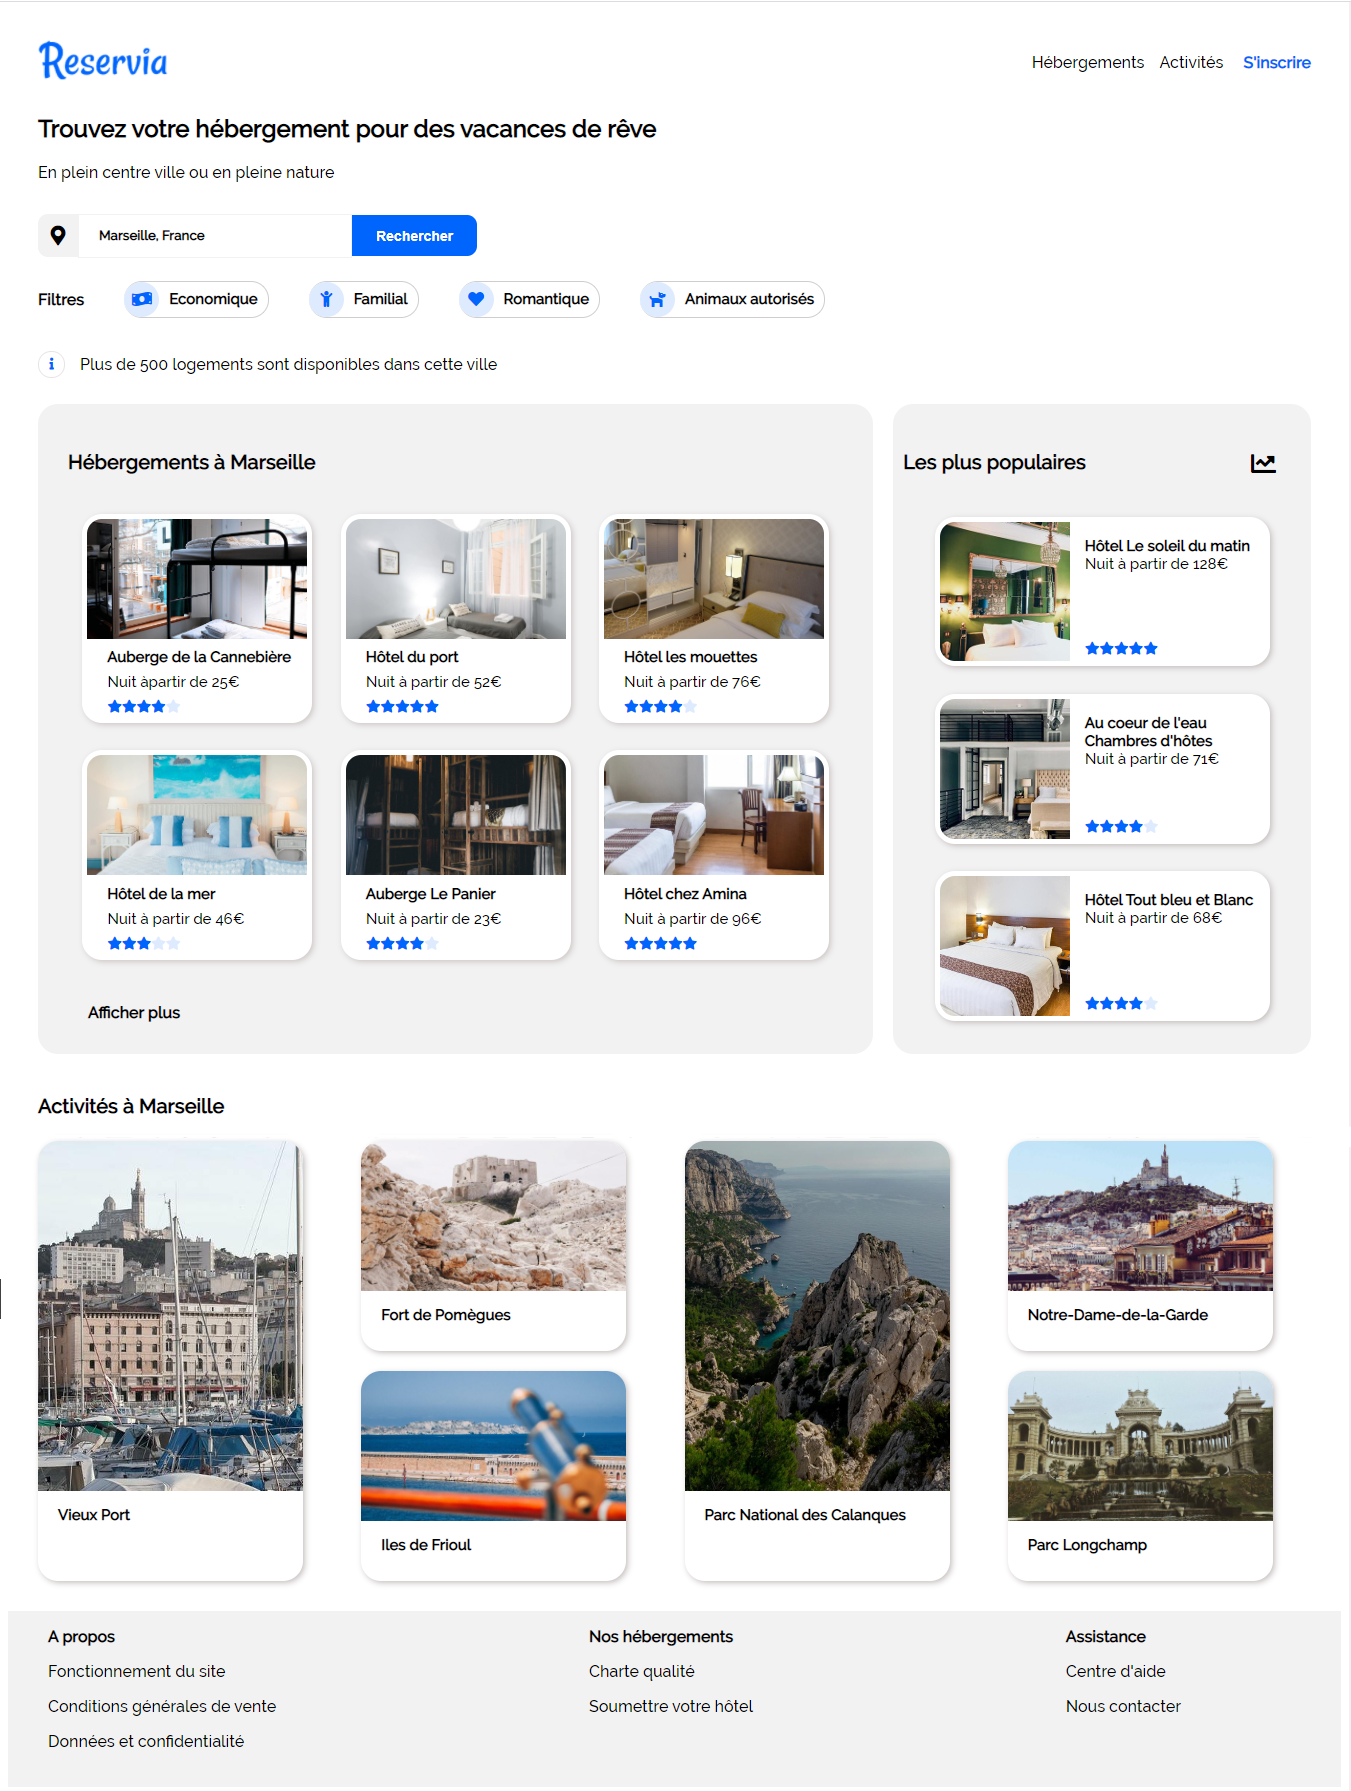 Reservia
Hébergements Activités S'inscrire
Trouvez votre hébergement pour des vacances de rêve
En plein centre ville ou en pleine nature
Marseille, France
Rechercher
Filtres
Economique
Familial
Romantique
Animaux autorisés
Plus de 500 logements sont disponibles dans cette ville
Hébergements à Marseille
Auberge de la Cannebière
Nuit àpartir de 25€
Hôtel du port
Nuit à partir de 52€
Hôtel les mouettes
Nuit à partir de 76€
Hôtel de la mer
Nuit à partir de 46€
Auberge Le Panier
Nuit à partir de 23€
Hôtel chez Amina
Nuit à partir de 96€
Afficher plus
Les plus populaires
Hôtel Le soleil du matin
Nuit à partir de 128€
Au coeur de l'eau
Chambres d'hôtes
Nuit à partir de 71€
Hôtel Tout bleu et Blanc
Nuit à partir de 68€
Activités à Marseille
Vieux Port
Fort de Pomègues
Iles de Frioul
Parc National des Calanques
Notre-Dame-de-la-Garde
Parc Longchamp
A propos
Fonctionnement du site
Conditions générales de vente
Données et confidentialité
Nos hébergements
Charte qualité
Soumettre votre hôtel
Assistance
Centre d'aide
Nous contacter